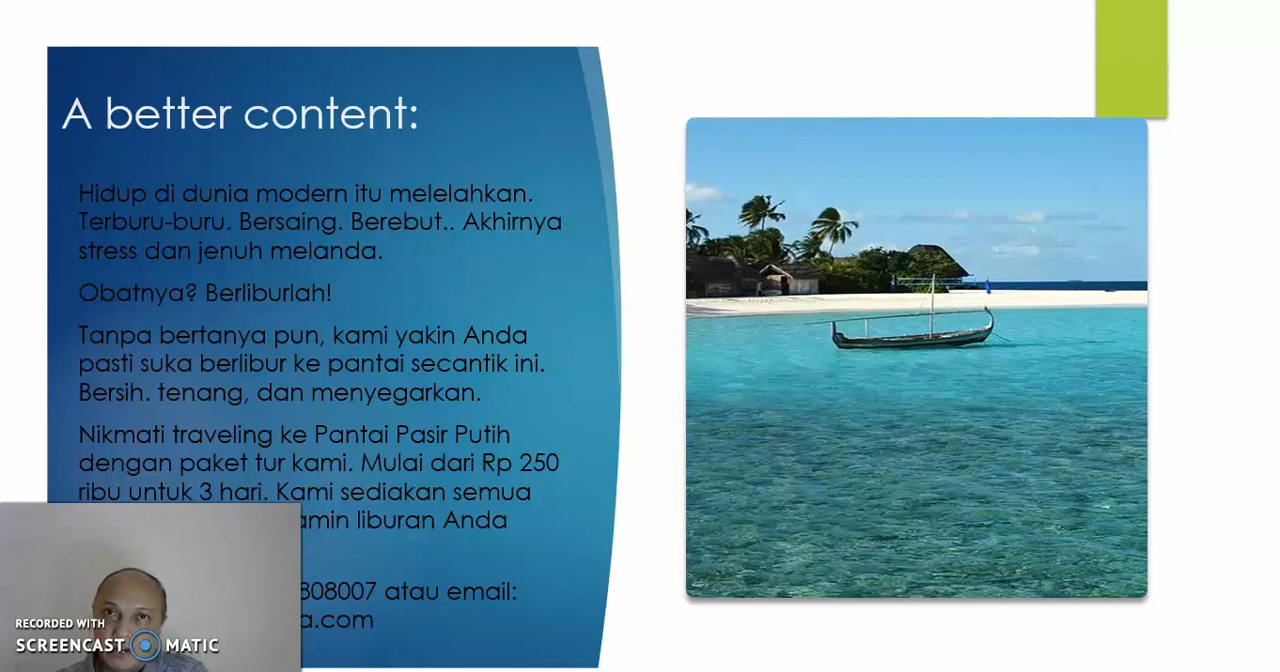 A better content:
Hidup di dunia modern itu melelahkan.
Terburu-buru. Bersaing. Berebut.. Akhirnya
stress dan jenuh melanda.
Obatnya? Berliburlah!
Tanpa bertanya pun, kami yakin Anda
pasti suka berlibur ke pantai secantik ini.
Bersih. tenang, dan menyegarkan.
Nikmati traveling ke Pantai Pasir Putih
dengan paket tur kami. Mulai dari Rp 250
ribu untuk 3 hari. Kami sediakan semua
liburan Anda
808007 atau email:
a.com
RECORDED WITH
SCREENCAST MATIC